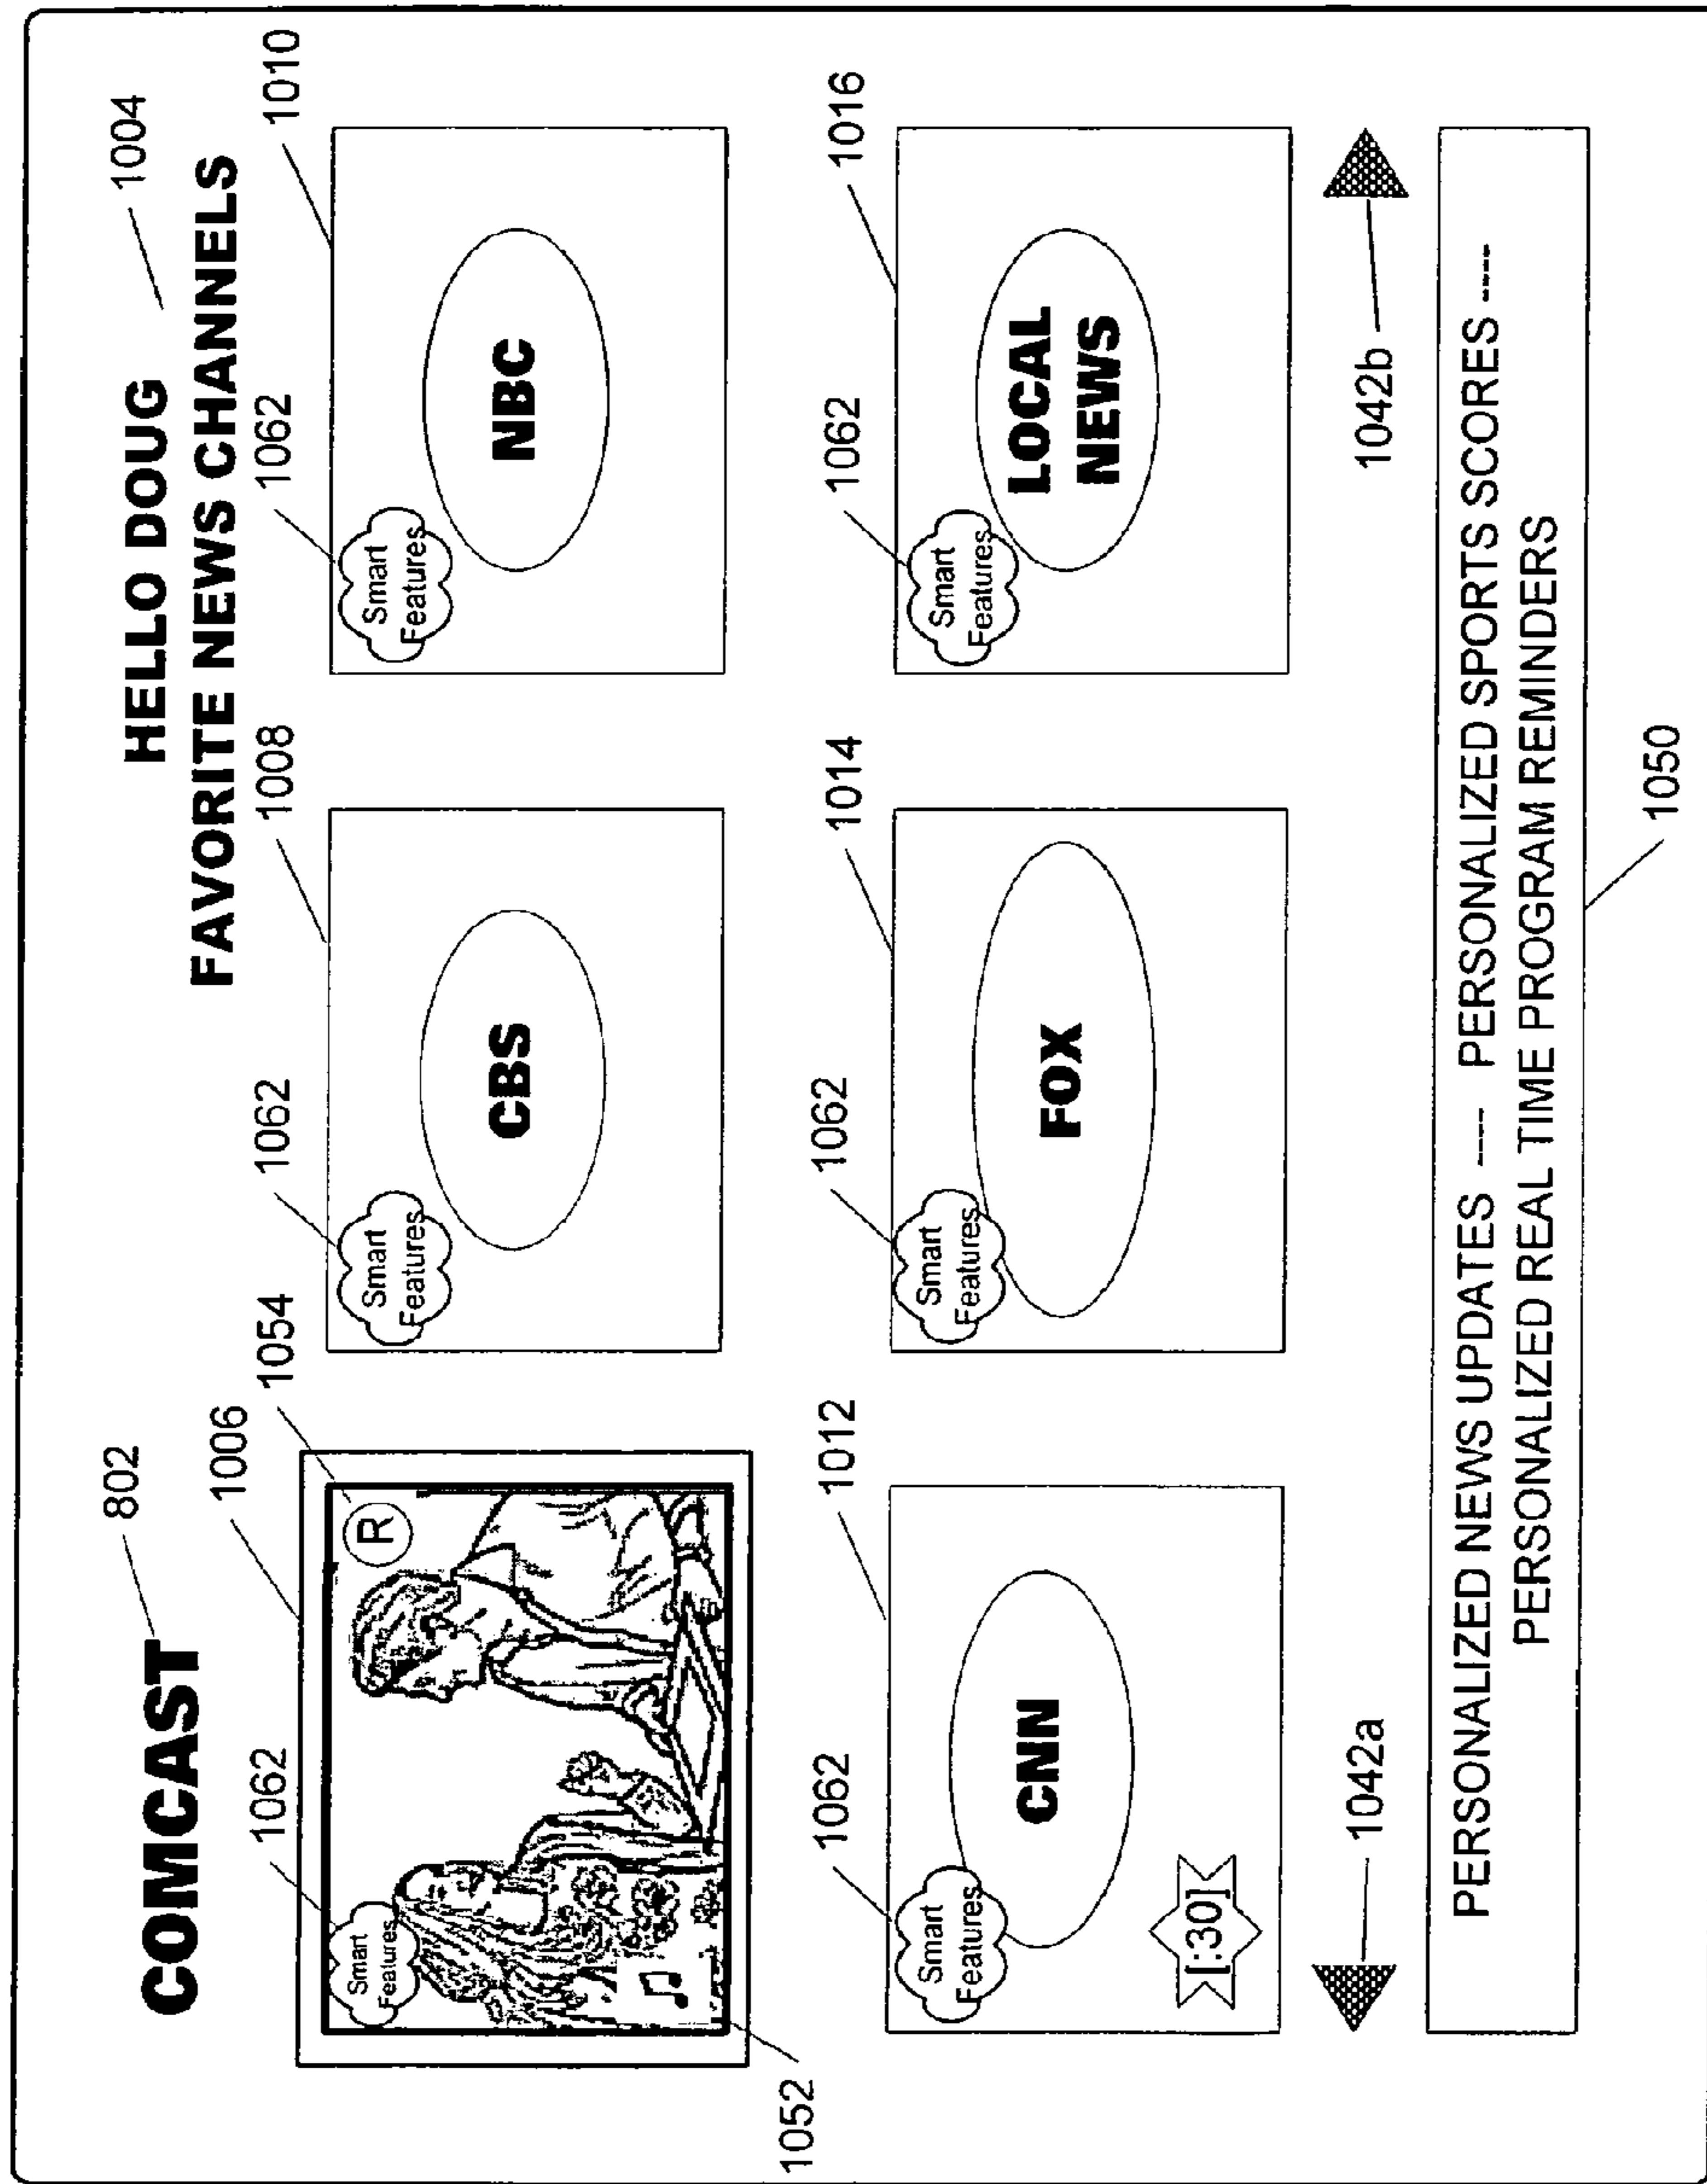 COMCAST
802
HELLO DOUG
1004
FAVORITE NEWS CHANNELS
1062
1006
1054
1062
1008
1062
1010
Smart
Features
R
Smart
Features
CBS
Smart
Features
NBC
1052
1062
1012
1062
1014
1062
1016
Smart
Features
CNN
[:30]
Smart
Features
FOX
Smart
Features
LOCAL
NEWS
1042a
1042b
PERSONALIZED NEWS UPDATES ---- PERSONALIZED SPORTS SCORES ----
PERSONALIZED REAL TIME PROGRAM REMINDERS
1050